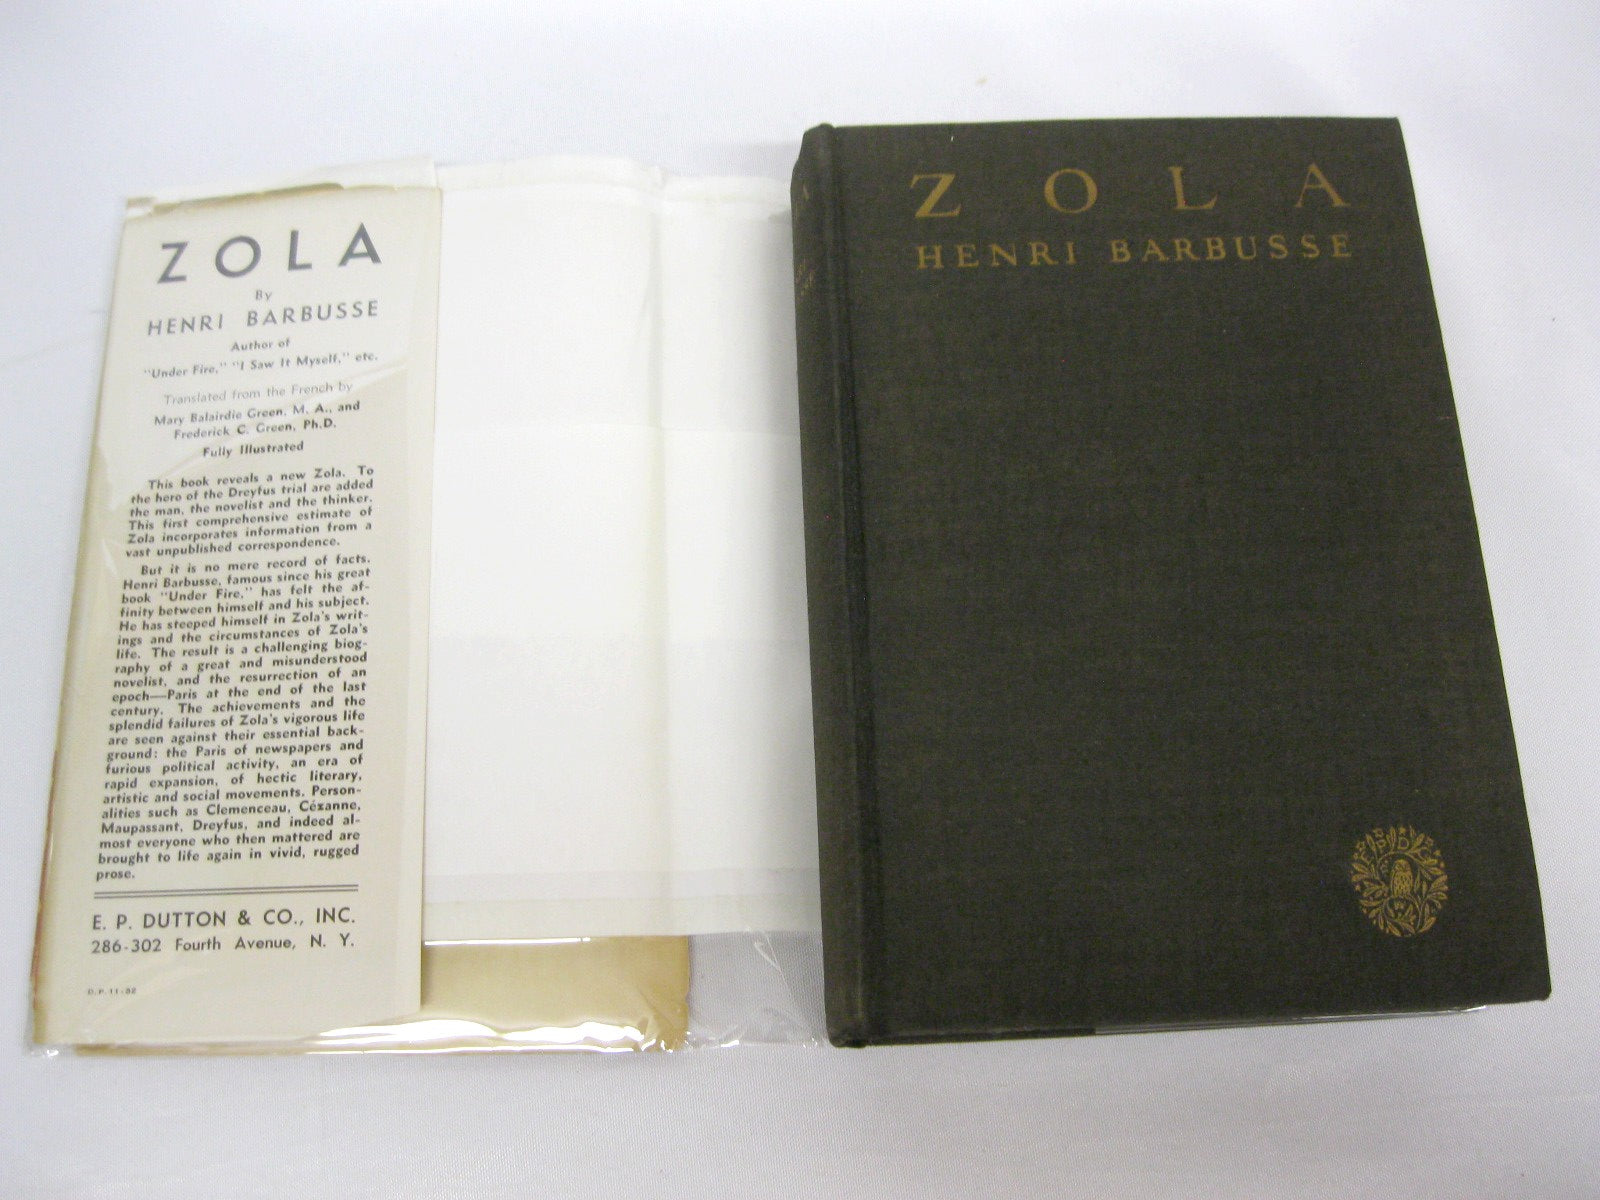 ZOLA
By
HENRI BARBUSSE
Author of
"Under Fire," "I Saw It Myself," etc.
Translated from the French by
Mary Balairdie Green, M. A., and
Frederick C. Green, Ph.D.
Fully Illustrated
This book reveals a new Zola. To
the hero of the Dreyfus trial are added
the man, the novelist and the thinker.
This first comprehensive estimate of
Zola incorporates information from a
vast unpublished correspondence.
But it is no mere record of facts.
Henri Barbusse, famous since his great
book "Under Fire," has felt the af-
finity between himself and his subject.
He has steeped himself in Zola's writ-
ings and the circumstances of Zola's
life. The result is a challenging biog-
raphy of a great and misunderstood
novelist, and the resurrection of an
epoch—Paris at the end of the last
century. The achievements and the
splendid failures of Zola's vigorous life
are seen against their essential back-
ground: the Paris of newspapers and
furious political activity, an era of
rapid expansion, of hectic literary,
artistic and social movements. Person-
alities such as Clemenceau, Cézanne,
Maupassant, Dreyfus, and indeed al-
most everyone who then mattered are
brought to life again in vivid, rugged
prose.
E. P. DUTTON & CO., INC.
286-302 Fourth Avenue, N. Y.
D.P.11-32
ZOLA
HENRI BARBUSSE